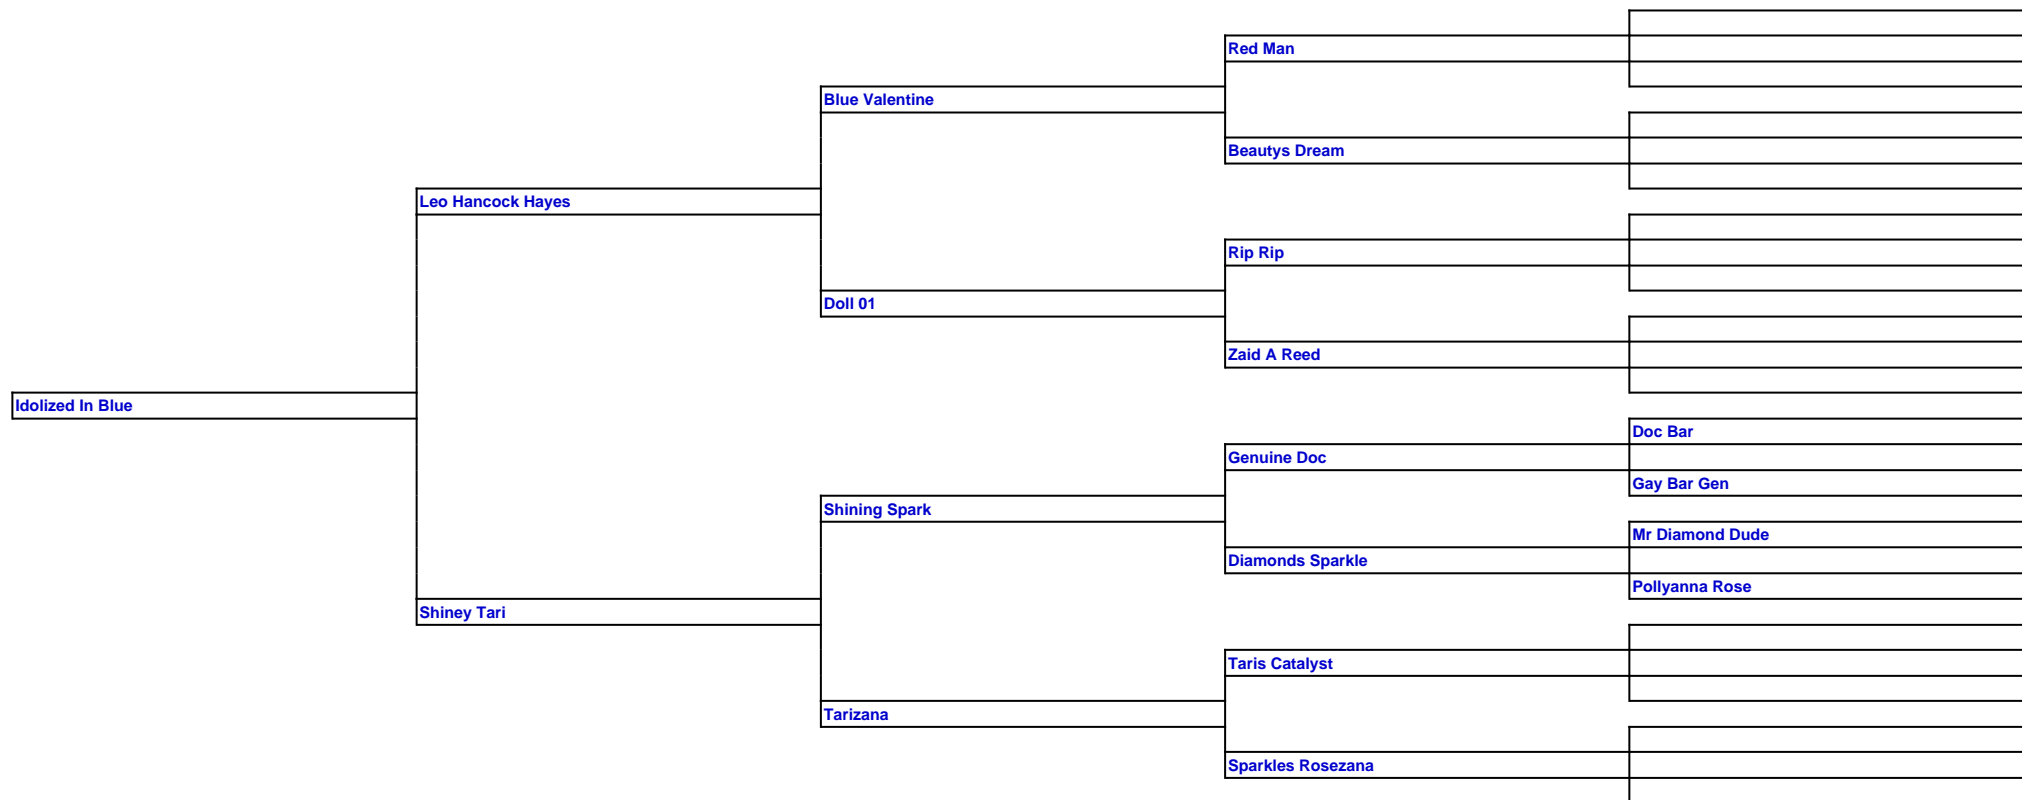 Red Man
Blue Valentine
Beautys Dream
Leo Hancock Hayes
Rip Rip
Doll 01
Zaid A Reed
Idolized In Blue
Doc Bar
Genuine Doc
Gay Bar Gen
Shining Spark
Mr Diamond Dude
Diamonds Sparkle
Pollyanna Rose
Shiney Tari
Taris Catalyst
Tarizana
Sparkles Rosezana